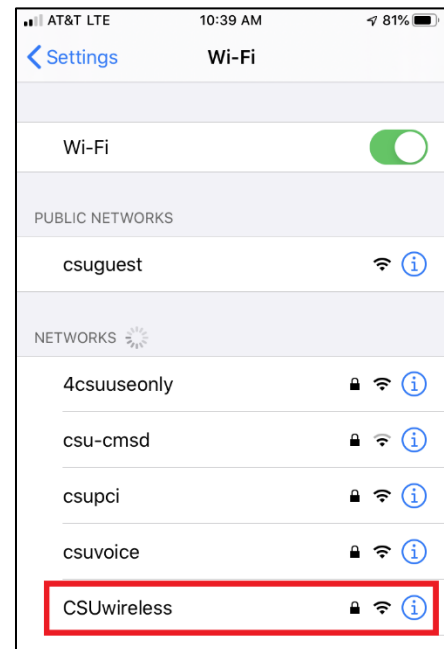 AT&T LTE 10:39 AM 81%
Settings Wi-Fi
Wi-Fi
PUBLIC NETWORKS
csuguest
NETWORKS
4csuuseonly
csu-cmsd
csupci
csuvoice
CSUwireless